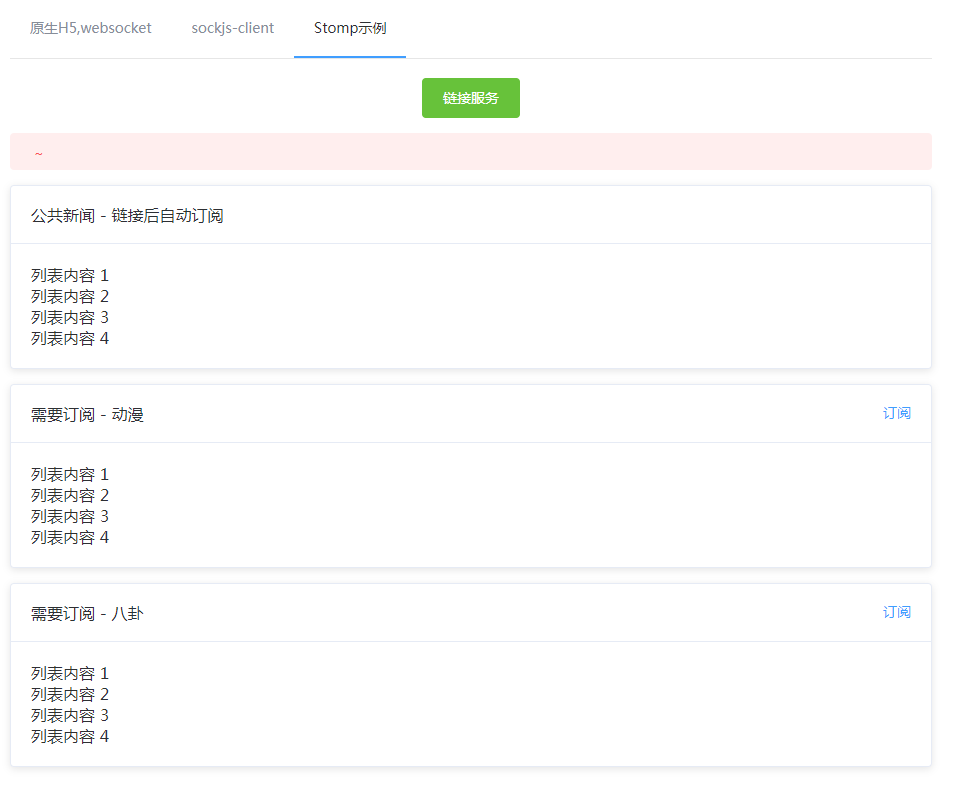 原生H5,websocket sockjs-client Stomp示例
链接服务
~
公共新闻 - 链接后自动订阅
列表内容 1
列表内容 2
列表内容 3
列表内容 4
需要订阅 - 动漫 订阅
列表内容 1
列表内容 2
列表内容 3
列表内容 4
需要订阅 - 八卦 订阅
列表内容 1
列表内容 2
列表内容 3
列表内容 4